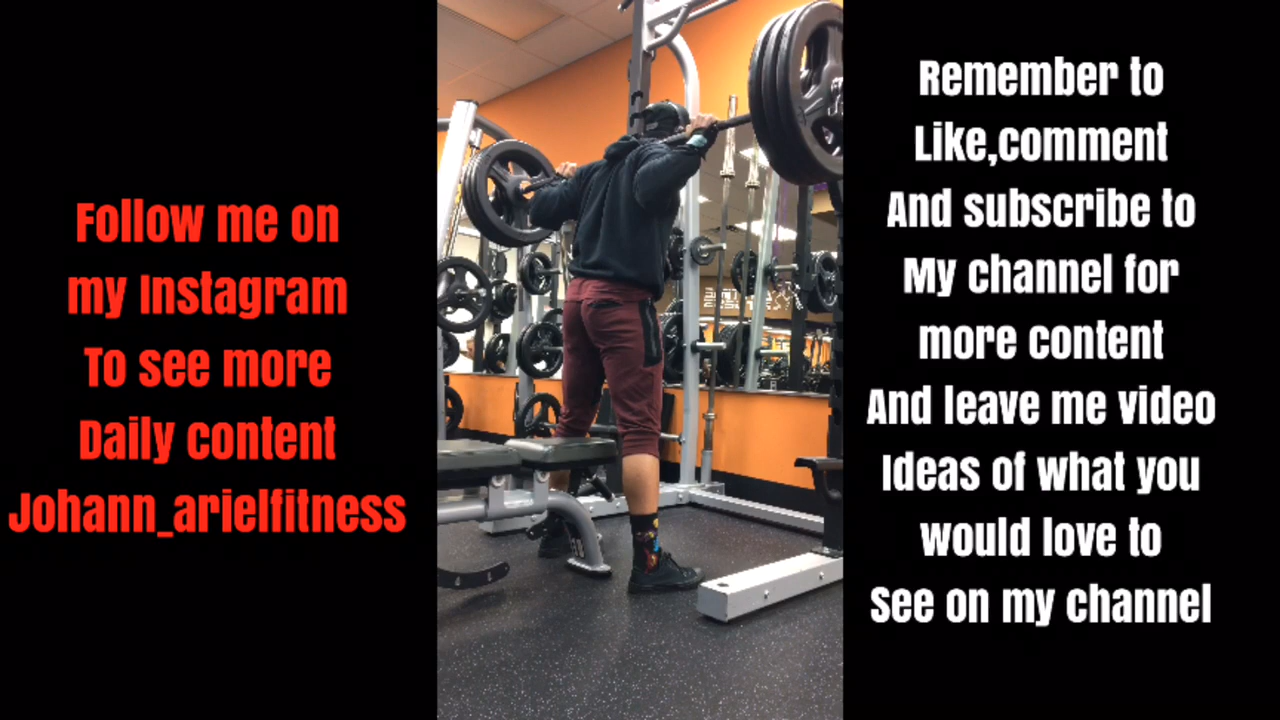 Follow me on
my Instagram
To see more
Daily content
Johann_arielfitness
Remember to
Like,comment
And subscribe to
My channel for
more content
And leave me video
Ideas of what you
would love to
See on my channel